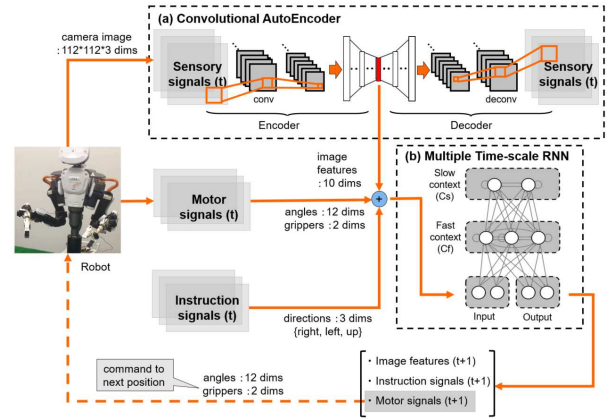 camera image
: 112*112*3 dims
(a) Convolutional AutoEncoder
Sensory
signals (t)
conv
deconv
Sensory
signals (t)
Encoder
Decoder
image
features
: 10 dims
(b) Multiple Time-scale RNN
Slow
context
(Cs)
Fast
context
(Cf)
Input
Output
Motor
signals (t)
+
angles : 12 dims
grippers : 2 dims
Robot
Instruction
signals (t)
directions : 3 dims
{right, left, up}
command to
next position
angles : 12 dims
grippers : 2 dims
・Image features (t+1)
・Instruction signals (t+1)
・Motor signals (t+1)